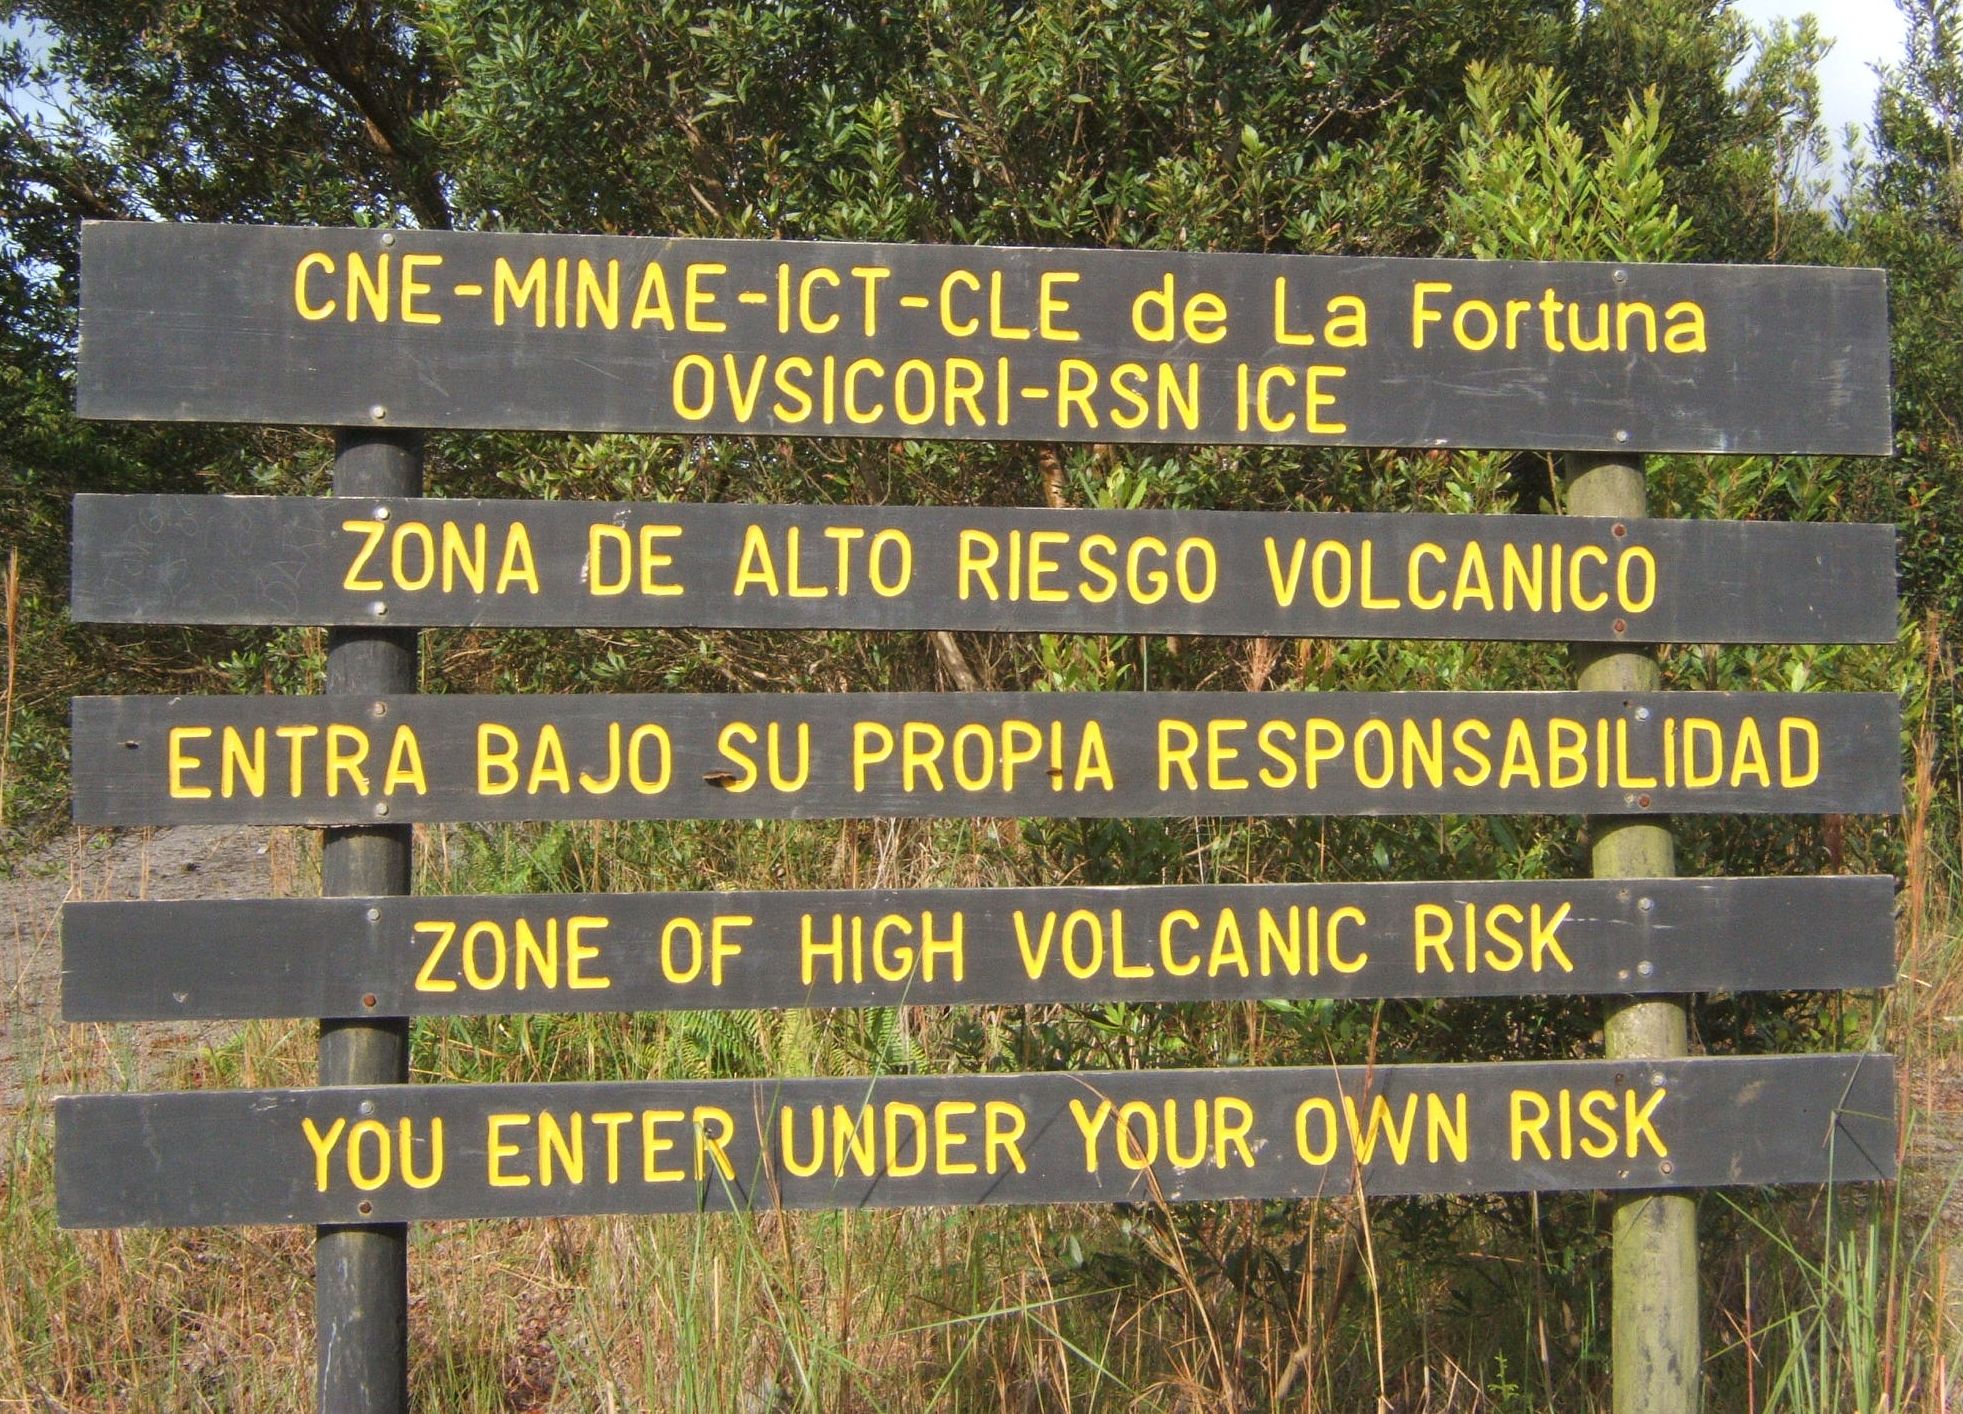 CNE-MINAE-ICT-CLE de La Fortuna
OVSICORI-RSN ICE
ZONA DE ALTO RIESGO VOLCANICO
ENTRA BAJO SU PROPIA RESPONSABILIDAD
ZONE OF HIGH VOLCANIC RISK
YOU ENTER UNDER YOUR OWN RISK